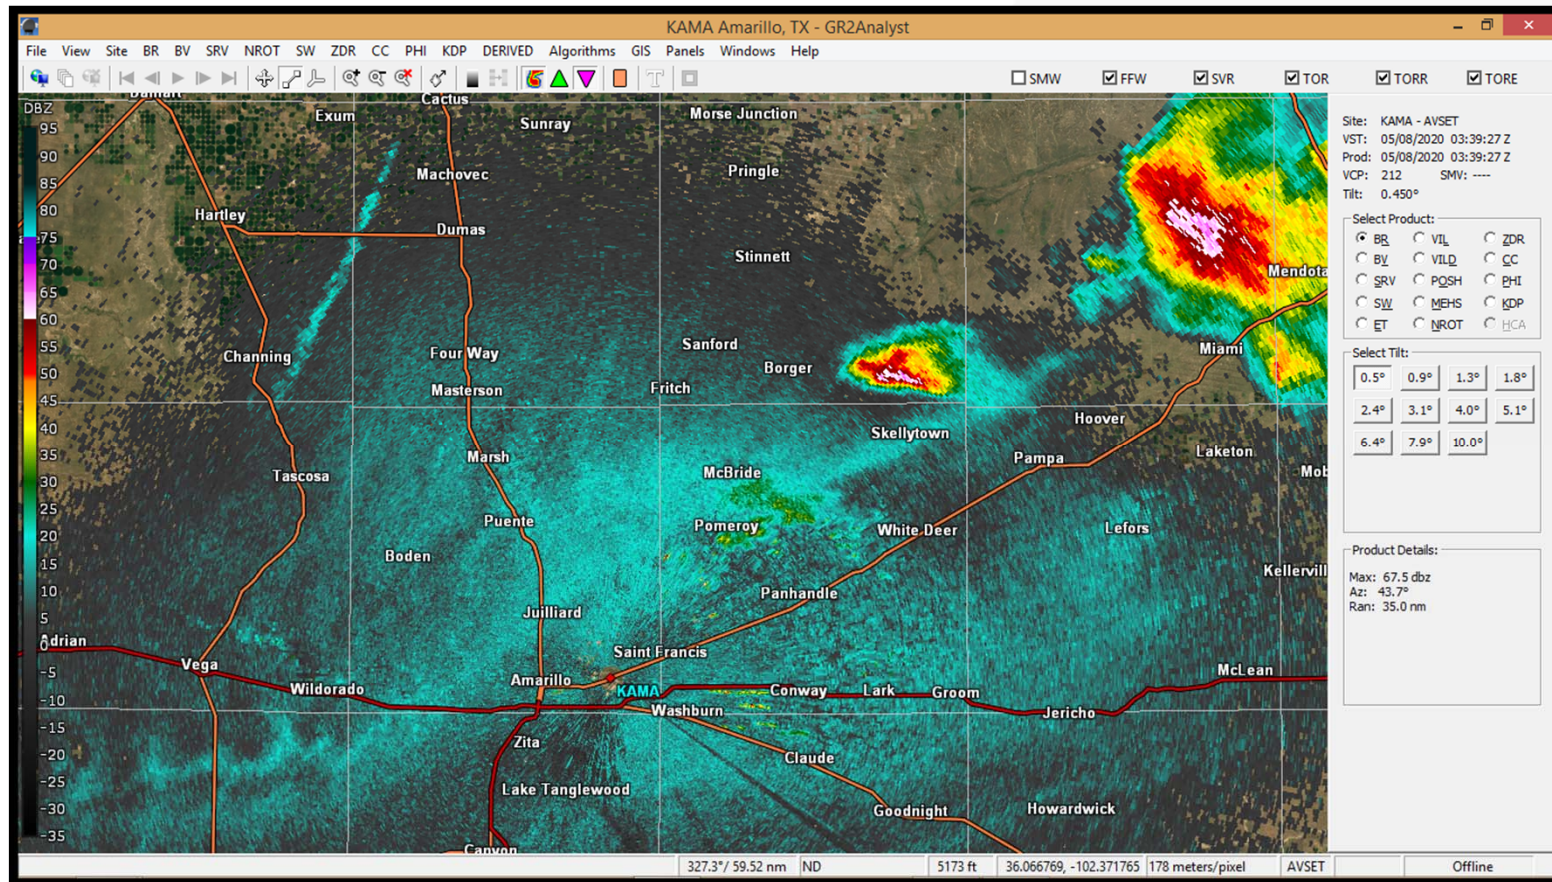 KAMA Amarillo, TX - GR2Analyst
File View Site BR BV SRV NROT SW ZDR CC PHI KDP DERIVED Algorithms GIS Panels Windows Help
SMW FFW SVR TOR TORR TORE
DBZ
95
90
85
80
75
70
65
60
55
50
45
40
35
30
25
20
15
10
5
0
-5
-10
-15
-20
-25
-30
-35
Cactus
Exum
Sunray
Morse Junction
Machovec
Pringle
Hartley
Dumas
Stinnett
Mendota
Channing
Four Way
Sanford
Miami
Borger
Masterson
Fritch
Hoover
Skellytown
Laketon
Marsh
Pampa
Tascosa
McBride
Mob
Puente
Pomeroy
White Deer
Lefors
Boden
Kellervill
Panhandle
Juilliard
Adrian
Saint Francis
Vega
McLean
Amarillo
Wildorado
KAMA
Conway
Lark
Groom
Washburn
Jericho
Zita
Claude
Lake Tanglewood
Goodnight
Howardwick
Canyon
Site: KAMA - AVSET
VST: 05/08/2020 03:39:27 Z
Prod: 05/08/2020 03:39:27 Z
VCP: 212 SMV: ----
Tilt: 0.450°
Select Product:
BR VIL ZDR
BV VILD CC
SRV POSH PHI
SW MEHS KDP
ET NROT HCA
Select Tilt:
0.5° 0.9° 1.3° 1.8°
2.4° 3.1° 4.0° 5.1°
6.4° 7.9° 10.0°
Product Details:
Max: 67.5 dbz
Az: 43.7°
Ran: 35.0 nm
327.3°/ 59.52 nm ND 5173 ft 36.066769, -102.371765 178 meters/pixel AVSET Offline